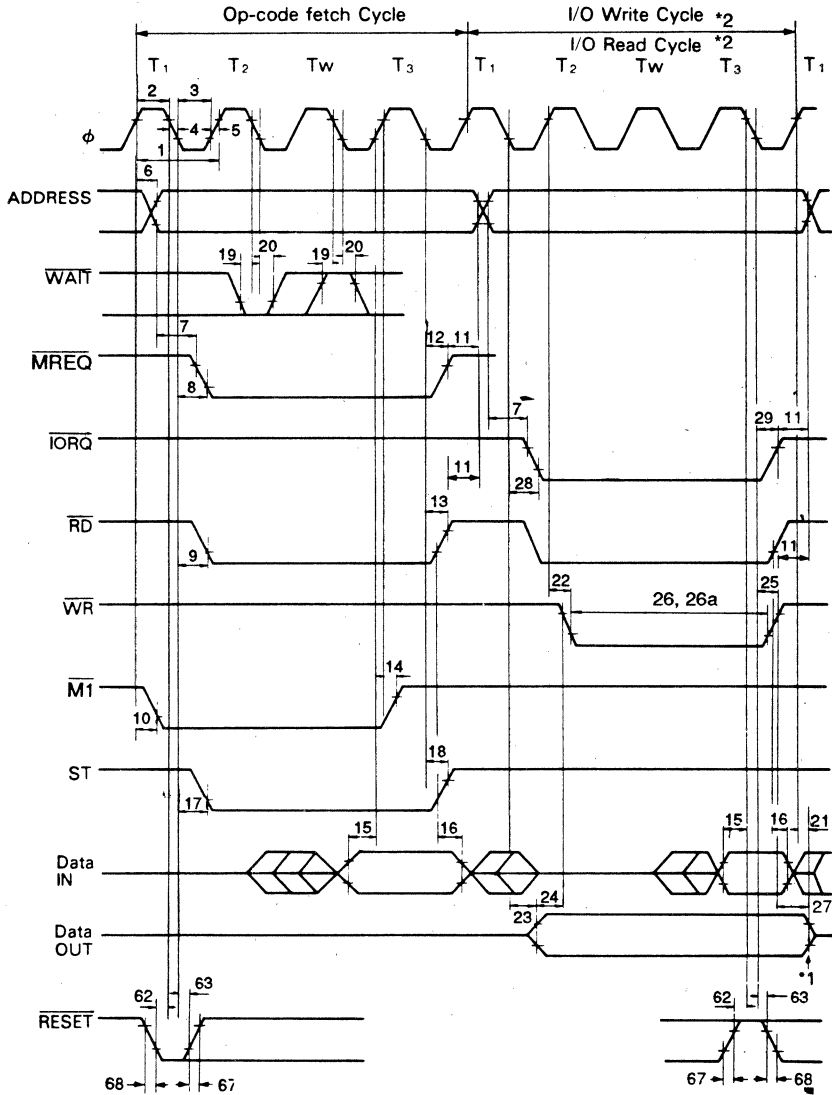 Op-code fetch Cycle
I/O Write Cycle *2
I/O Read Cycle *2
T1 T2 TW T3 T1 T2 TW T3 T1
2 3
ϕ
4 5
1
6
ADDRESS
19 20 19 20
WAIT
7 12 11
MREQ
8
7 29 11
IORQ
11 28
13
RD
9 11
22 26, 26a 25
WR
14
M1
10
18
ST
17
15 16 15 16 21
Data
IN
23 24 27
Data
OUT
*1
62 63 62 63
RESET
68 67 67 68